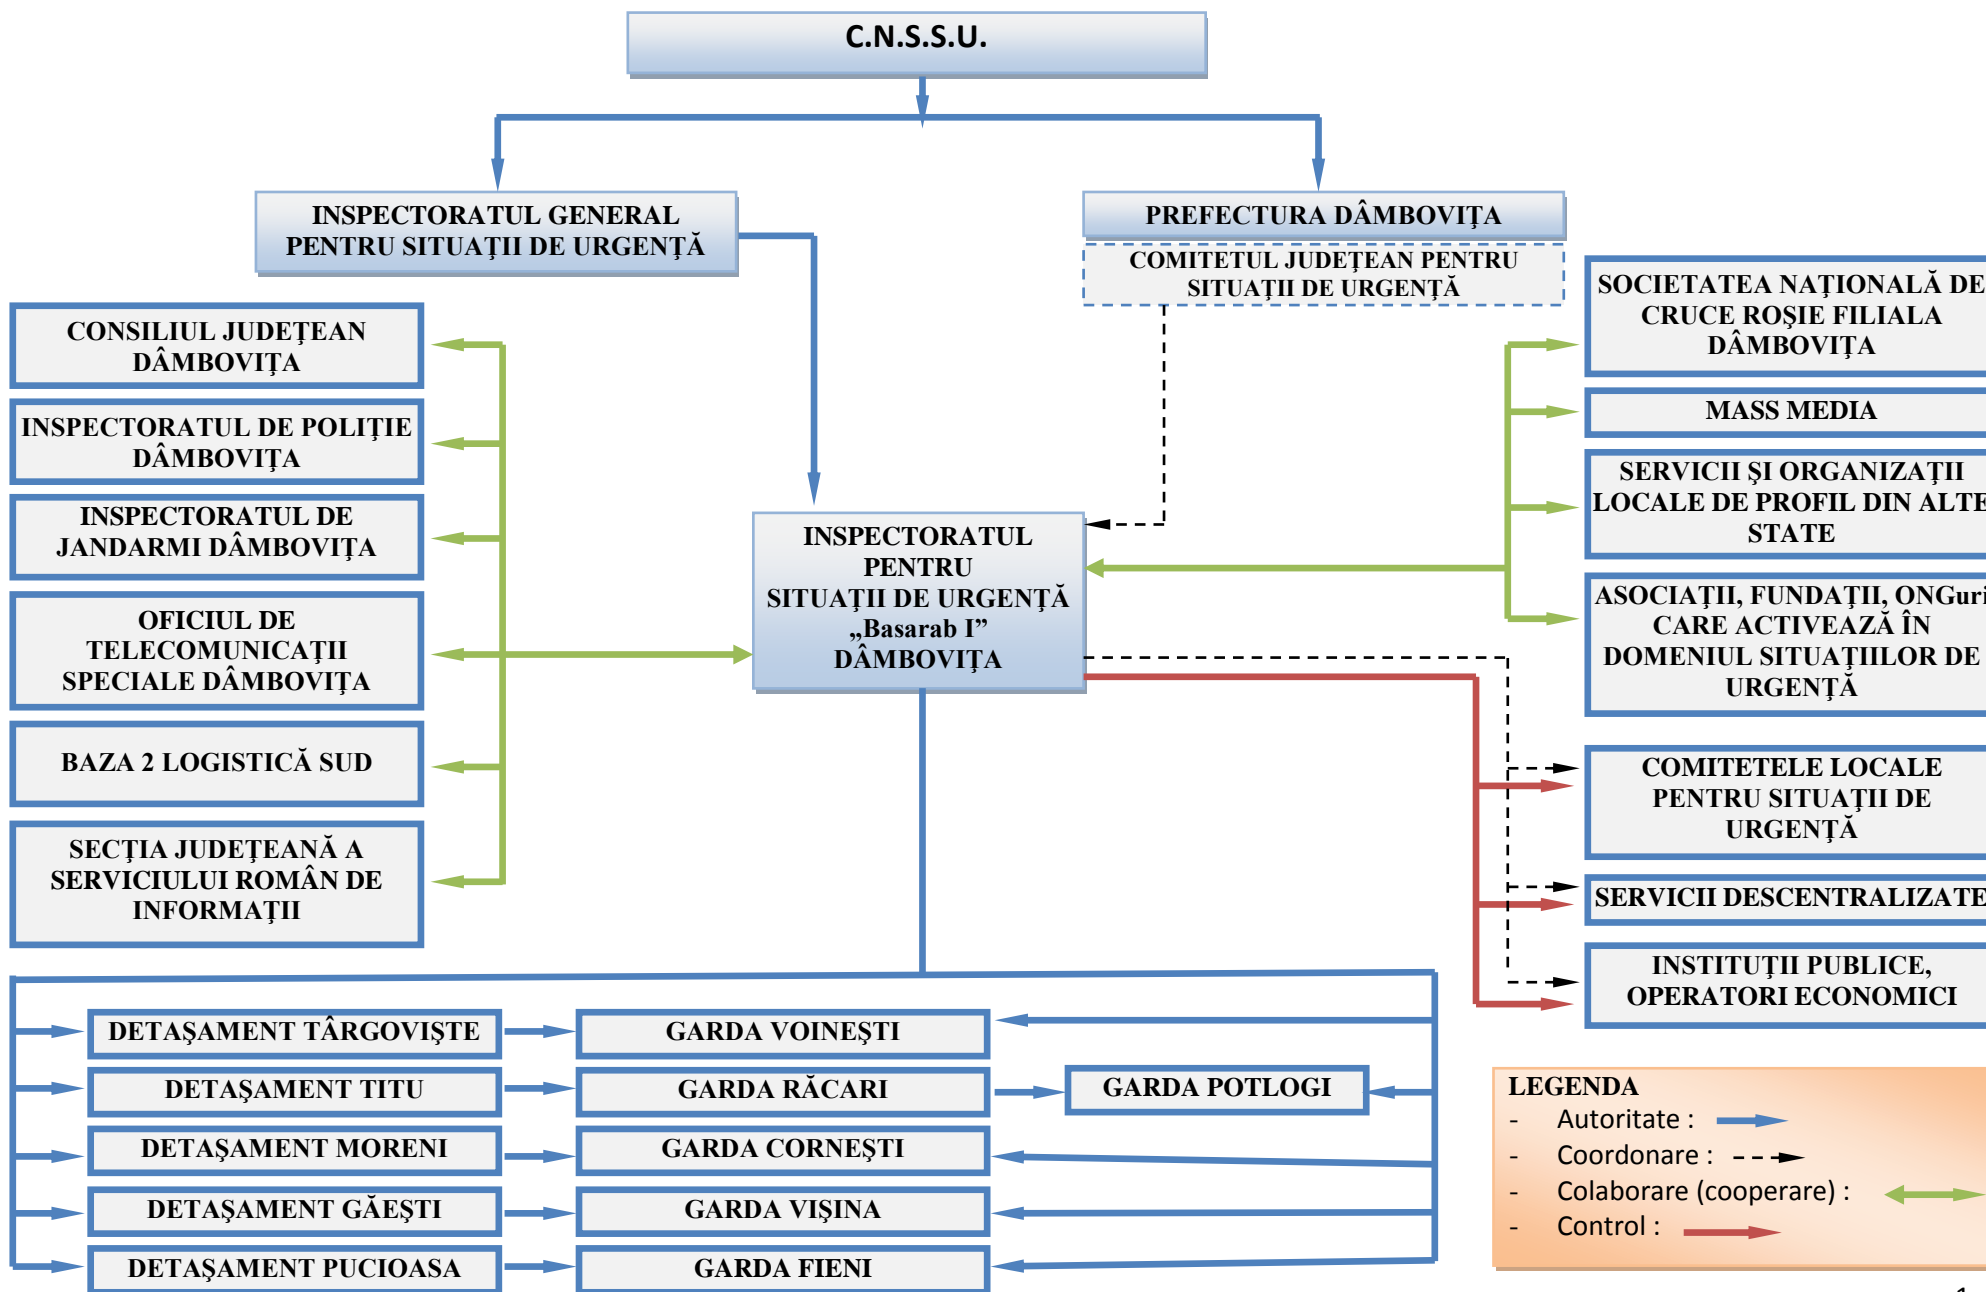 C.N.S.S.U.
INSPECTORATUL GENERAL
PENTRU SITUAŢII DE URGENŢĂ
PREFECTURA DÂMBOVIŢA
COMITETUL JUDEŢEAN PENTRU
SITUAŢII DE URGENŢĂ
CONSILIUL JUDEŢEAN
DÂMBOVIŢA
INSPECTORATUL DE POLIŢIE
DÂMBOVIŢA
INSPECTORATUL DE
JANDARMI DÂMBOVIŢA
OFICIUL DE
TELECOMUNICAŢII
SPECIALE DÂMBOVIŢA
BAZA 2 LOGISTICĂ SUD
SECŢIA JUDEŢEANĂ A
SERVICIULUI ROMÂN DE
INFORMAŢII
INSPECTORATUL
PENTRU
SITUAŢII DE URGENŢĂ
„Basarab I”
DÂMBOVIŢA
SOCIETATEA NAŢIONALĂ DE
CRUCE ROŞIE FILIALA
DÂMBOVIŢA
MASS MEDIA
SERVICII ŞI ORGANIZAŢII
LOCALE DE PROFIL DIN ALTE
STATE
ASOCIAŢII, FUNDAŢII, ONGuri
CARE ACTIVEAZĂ ÎN
DOMENIUL SITUAŢIILOR DE
URGENŢĂ
COMITETELE LOCALE
PENTRU SITUAŢII DE
URGENŢĂ
SERVICII DESCENTRALIZATE
INSTITUŢII PUBLICE,
OPERATORI ECONOMICI
DETAŞAMENT TÂRGOVIŞTE
GARDA VOINEŞTI
DETAŞAMENT TITU
GARDA RĂCARI
GARDA POTLOGI
DETAŞAMENT MORENI
GARDA CORNEŞTI
DETAŞAMENT GĂEŞTI
GARDA VIŞINA
DETAŞAMENT PUCIOASA
GARDA FIENI
LEGENDA
- Autoritate :
- Coordonare :
- Colaborare (cooperare) :
- Control :